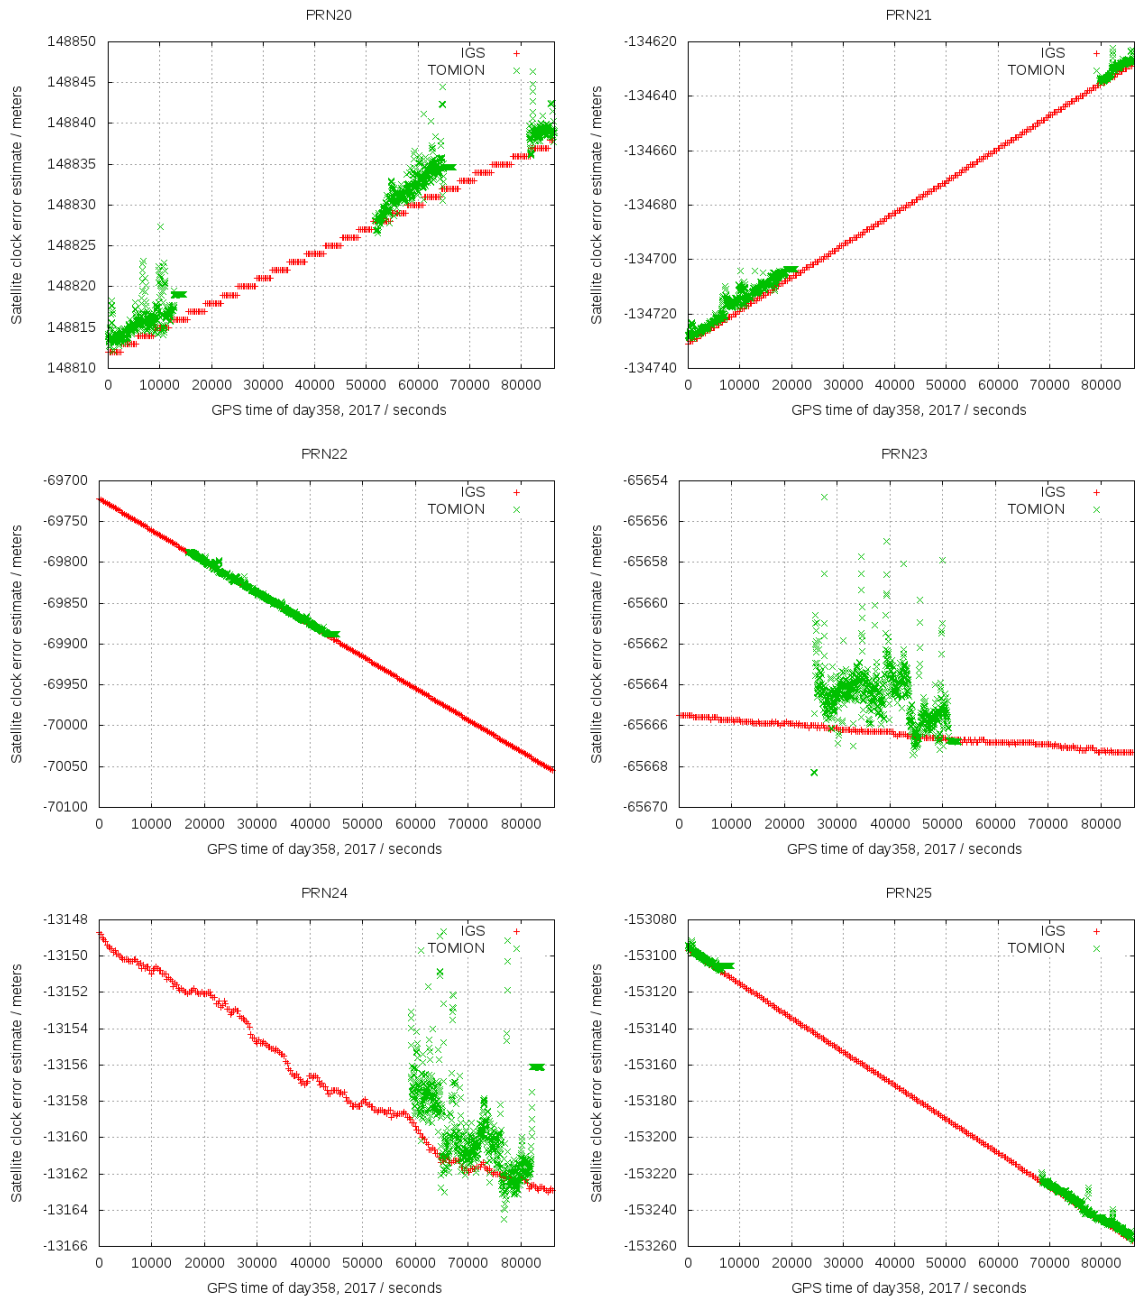 PRN20
PRN21
148850
148845
148840
148835
148830
148825
148820
148815
148810
Satellite clock error estimate / meters
IGS
TOMION
0 10000 20000 30000 40000 50000 60000 70000 80000
GPS time of day358, 2017 / seconds
-134620
-134640
-134660
-134680
-134700
-134720
-134740
Satellite clock error estimate / meters
IGS
TOMION
0 10000 20000 30000 40000 50000 60000 70000 80000
GPS time of day358, 2017 / seconds
PRN22
PRN23
-69700
-69750
-69800
-69850
-69900
-69950
-70000
-70050
-70100
Satellite clock error estimate / meters
IGS
TOMION
0 10000 20000 30000 40000 50000 60000 70000 80000
GPS time of day358, 2017 / seconds
-65654
-65656
-65658
-65660
-65662
-65664
-65666
-65668
-65670
Satellite clock error estimate / meters
IGS
TOMION
0 10000 20000 30000 40000 50000 60000 70000 80000
GPS time of day358, 2017 / seconds
PRN24
PRN25
-13148
-13150
-13152
-13154
-13156
-13158
-13160
-13162
-13164
-13166
Satellite clock error estimate / meters
IGS
TOMION
0 10000 20000 30000 40000 50000 60000 70000 80000
GPS time of day358, 2017 / seconds
-153080
-153100
-153120
-153140
-153160
-153180
-153200
-153220
-153240
-153260
Satellite clock error estimate / meters
IGS
TOMION
0 10000 20000 30000 40000 50000 60000 70000 80000
GPS time of day358, 2017 / seconds